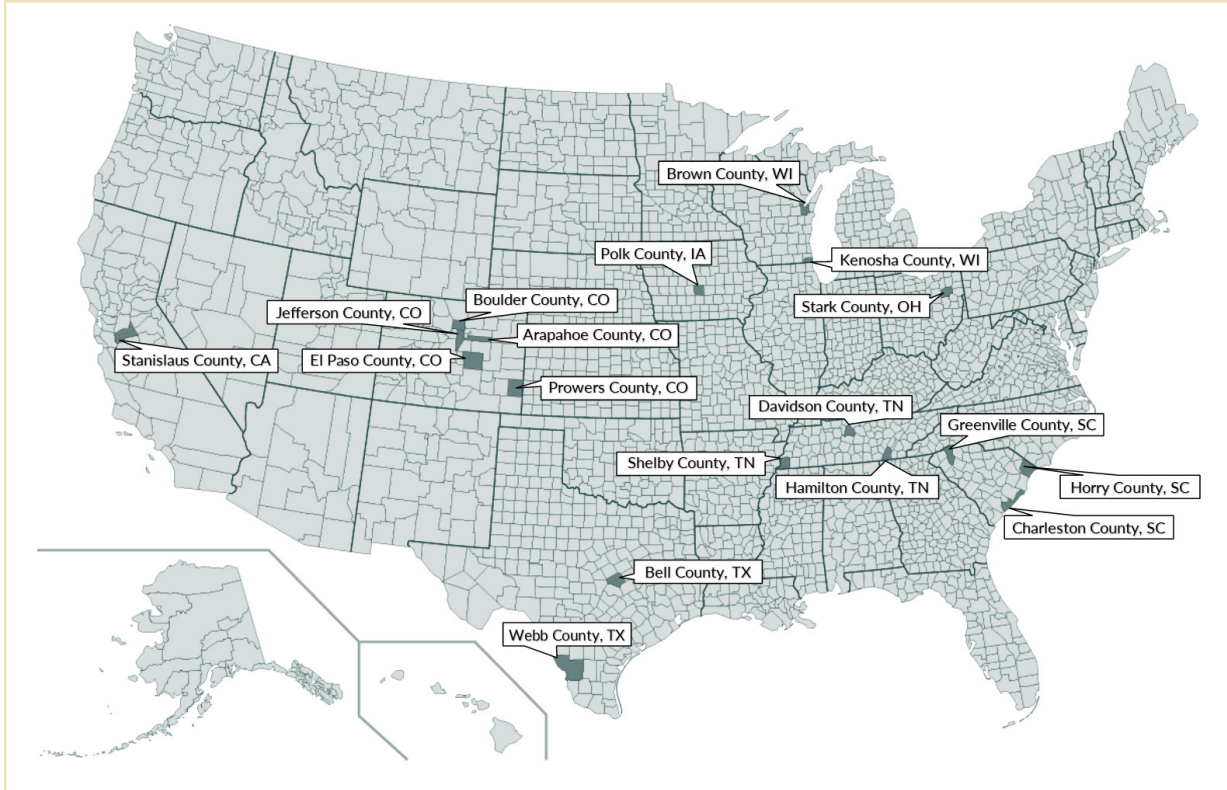 Brown County, WI
Polk County, IA
Kenosha County, WI
Boulder County, CO
Stark County, OH
Jefferson County, CO
Arapahoe County, CO
Stanislaus County, CA
El Paso County, CO
Prowers County, CO
Davidson County, TN
Greenville County, SC
Shelby County, TN
Hamilton County, TN
Horry County, SC
Charleston County, SC
Bell County, TX
Webb County, TX